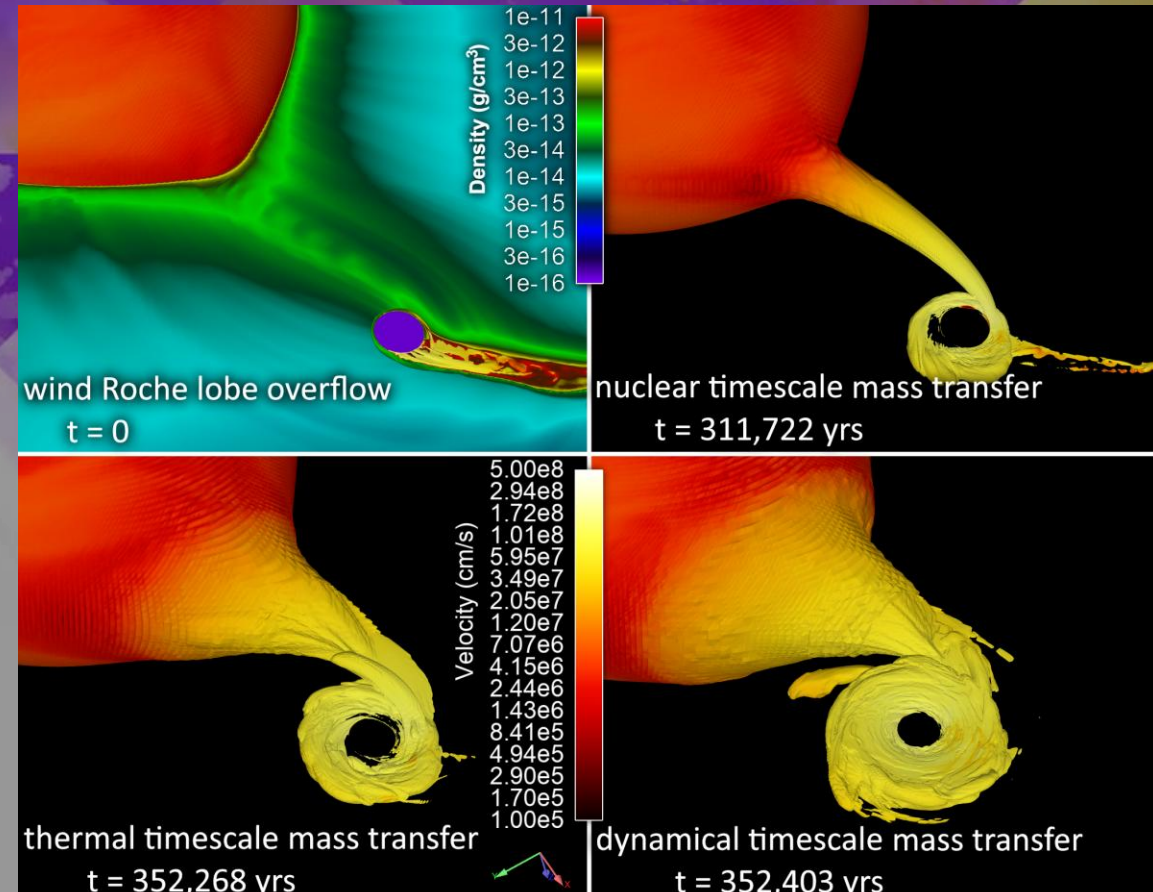 Density (g/cm³)
1e-11
3e-12
1e-12
3e-13
1e-13
3e-14
1e-14
3e-15
1e-15
3e-16
1e-16
wind Roche lobe overflow
t = 0
nuclear timescale mass transfer
t = 311,722 yrs
Velocity (cm/s)
5.00e8
2.94e8
1.72e8
1.01e8
5.95e7
3.49e7
2.05e7
1.20e7
7.07e6
4.15e6
2.44e6
1.43e6
8.41e5
4.94e5
2.90e5
1.70e5
1.00e5
thermal timescale mass transfer
t = 352,268 yrs
dynamical timescale mass transfer
t = 352,403 yrs